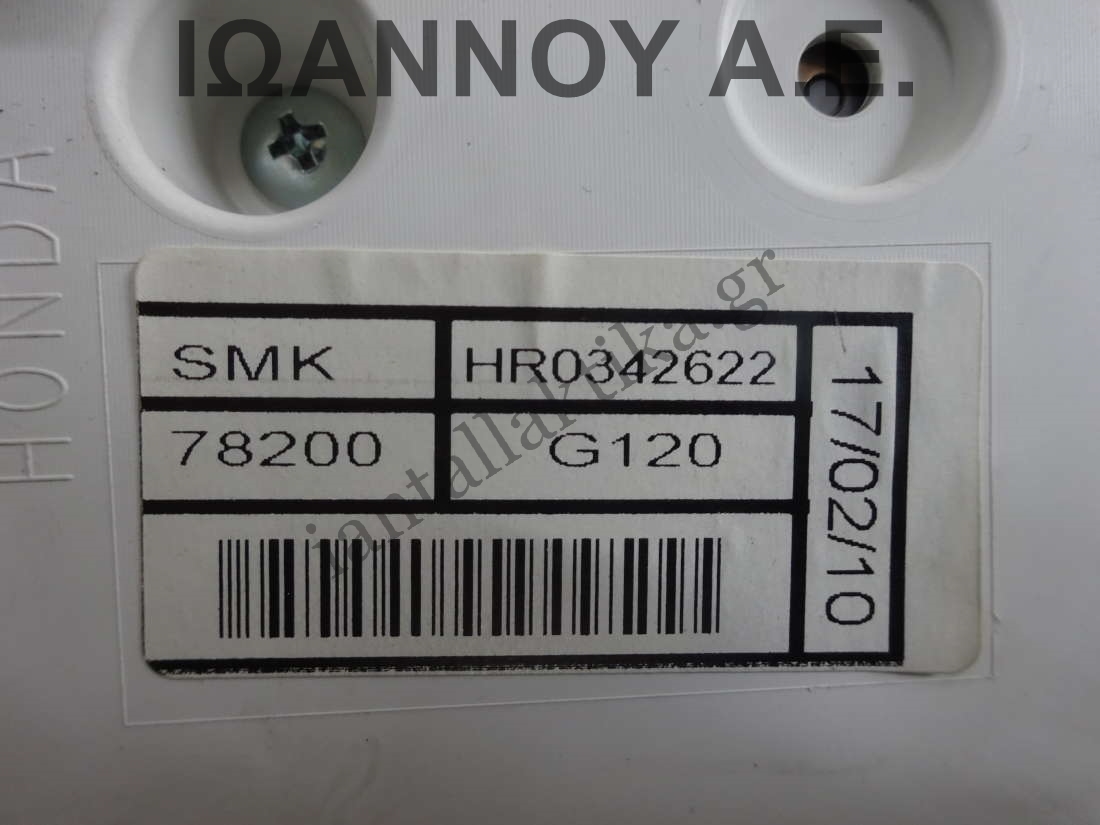 ΙΩΑΝΝΟΥ Α.Ε.
HONDA
iantallaktika.gr
SMK HR0342622
78200 G120
17/02/10